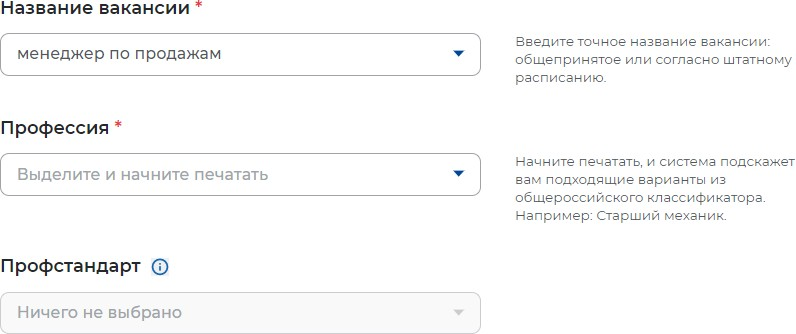 Название вакансии *
менеджер по продажам
Введите точное название вакансии:
общепринятое или согласно штатному
расписанию.
Профессия *
Выделите и начните печатать
Начните печатать, и система подскажет
вам подходящие варианты из
общероссийского классификатора.
Например: Старший механик.
Профстандарт
Ничего не выбрано